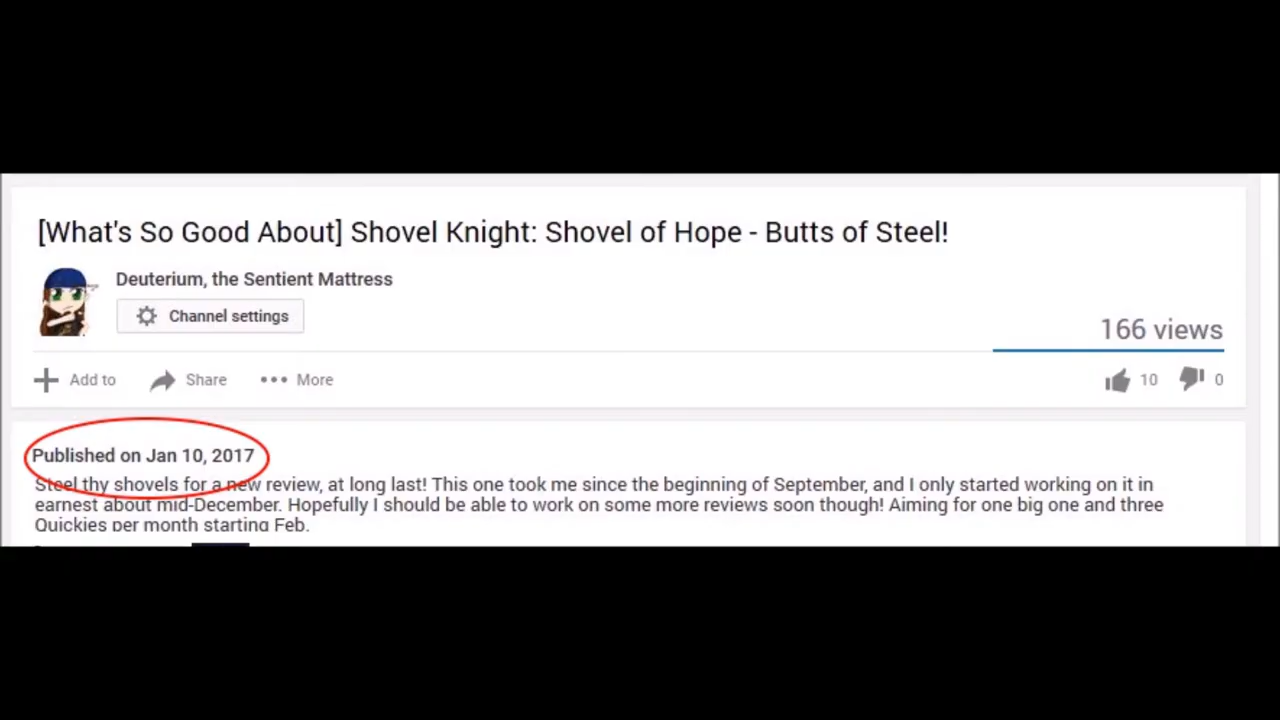 [What's So Good About] Shovel Knight: Shovel of Hope - Butts of Steel!
Deuterium, the Sentient Mattress
Channel settings
166 views
Add to Share More 10 0
Published on Jan 10, 2017
Steel thy shovels for a new review, at long last! This one took me since the beginning of September, and I only started working on it in
earnest about mid-December. Hopefully I should be able to work on some more reviews soon though! Aiming for one big one and three
Quickies per month starting Feb.